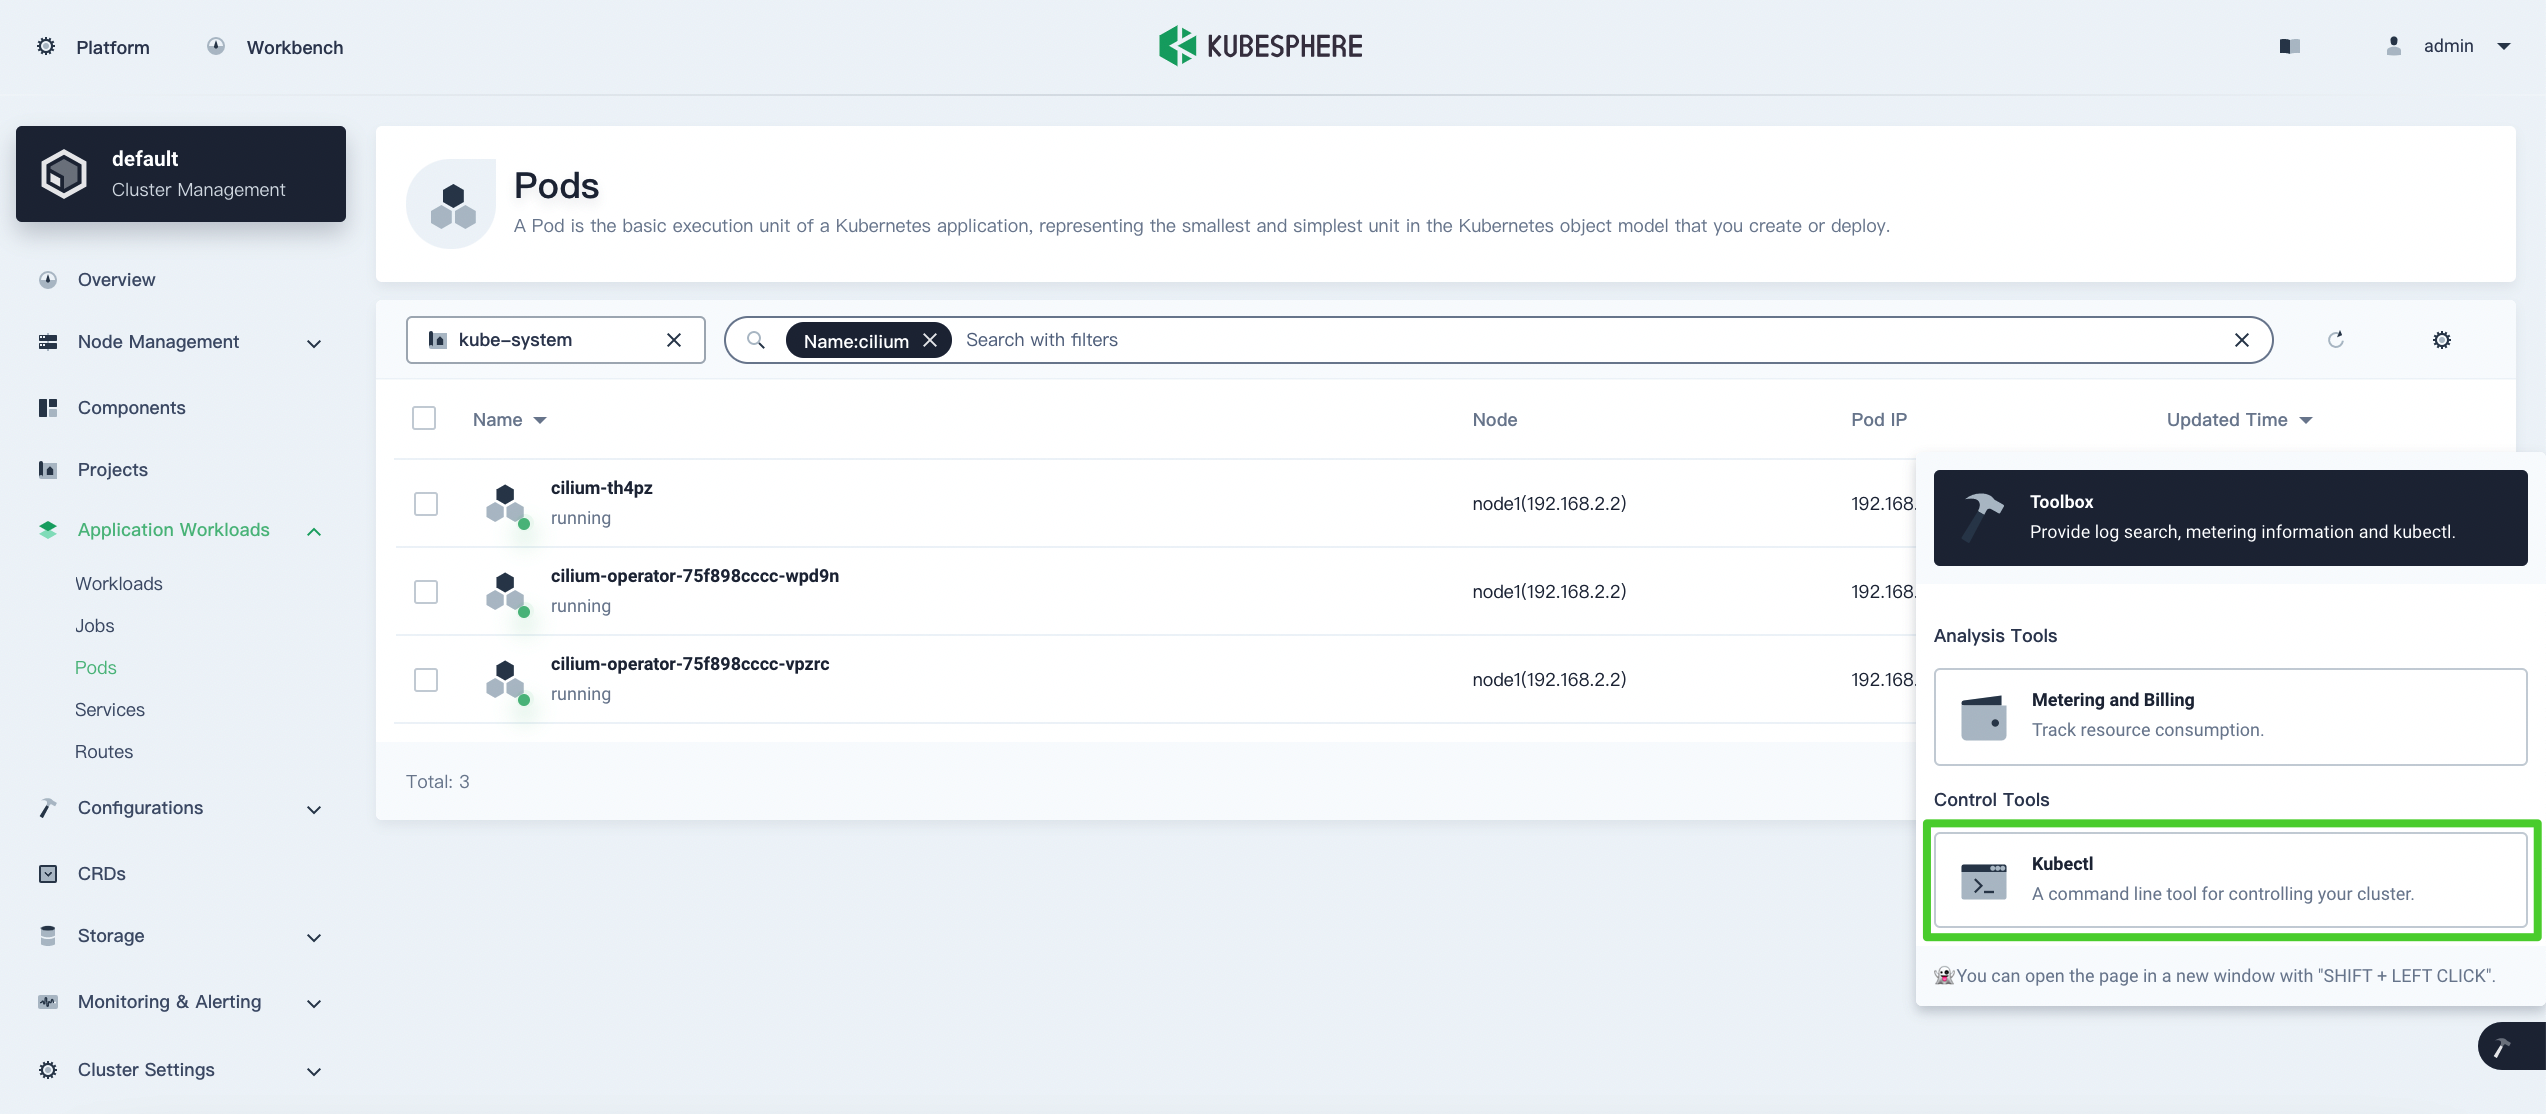 Platform
Workbench
KUBESPHERE
admin
default
Cluster Management
Overview
Node Management
Components
Projects
Application Workloads
Workloads
Jobs
Pods
Services
Routes
Configurations
CRDs
Storage
Monitoring & Alerting
Cluster Settings
Pods
A Pod is the basic execution unit of a Kubernetes application, representing the smallest and simplest unit in the Kubernetes object model that you create or deploy.
kube-system
Name:cilium
Search with filters
Name Node Pod IP Updated Time
cilium-th4pz
running
node1(192.168.2.2)
192.168.
cilium-operator-75f898cccc-wpd9n
running
node1(192.168.2.2)
192.168.
cilium-operator-75f898cccc-vpzrc
running
node1(192.168.2.2)
192.168.
Total: 3
Toolbox
Provide log search, metering information and kubectl.
Analysis Tools
Metering and Billing
Track resource consumption.
Control Tools
Kubectl
A command line tool for controlling your cluster.
👻You can open the page in a new window with "SHIFT + LEFT CLICK".